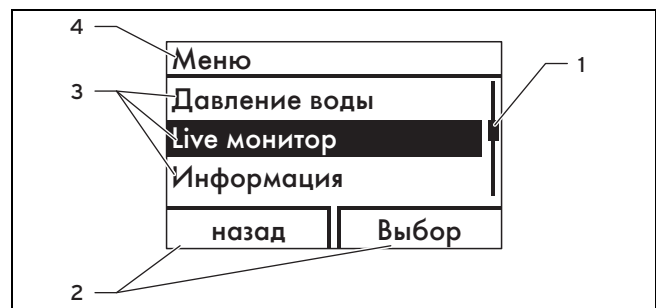 4
Меню
1
3
Давление воды
Live монитор
Информация
назад Выбор
2